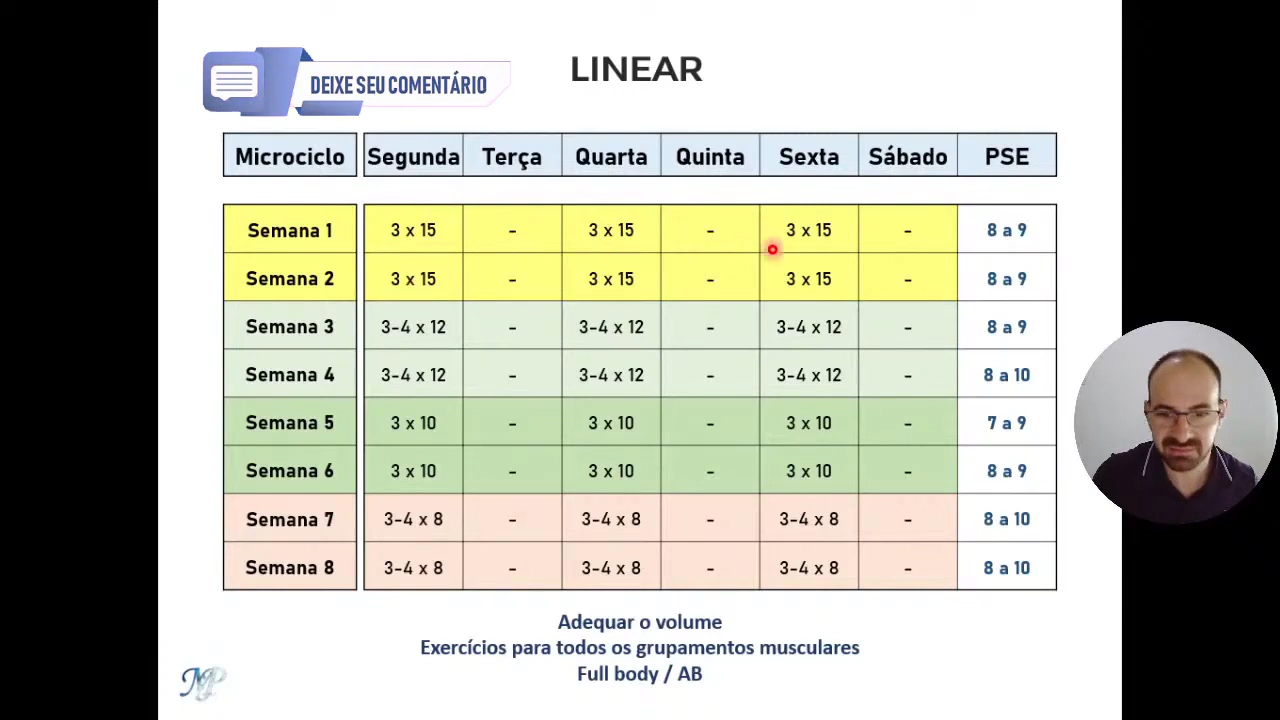 DEIXE SEU COMENTÁRIO
LINEAR
Microciclo Segunda Terça Quarta Quinta Sexta Sábado PSE
Semana 1 3 x 15 - 3 x 15 - 3 x 15 - 8 a 9
Semana 2 3 x 15 - 3 x 15 - 3 x 15 - 8 a 9
Semana 3 3-4 x 12 - 3-4 x 12 - 3-4 x 12 - 8 a 9
Semana 4 3-4 x 12 - 3-4 x 12 - 3-4 x 12 - 8 a 10
Semana 5 3 x 10 - 3 x 10 - 3 x 10 - 7 a 9
Semana 6 3 x 10 - 3 x 10 - 3 x 10 - 8 a 9
Semana 7 3-4 x 8 - 3-4 x 8 - 3-4 x 8 - 8 a 10
Semana 8 3-4 x 8 - 3-4 x 8 - 3-4 x 8 - 8 a 10
Adequar o volume
Exercícios para todos os grupamentos musculares
Full body / AB
MP